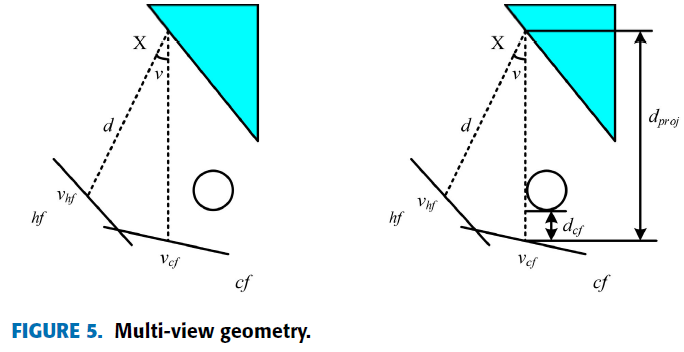 X
v
d
v_hf
hf
v_cf
cf
X
v
d
d_proj
v_hf
hf
d_cf
v_cf
cf
FIGURE 5. Multi-view geometry.